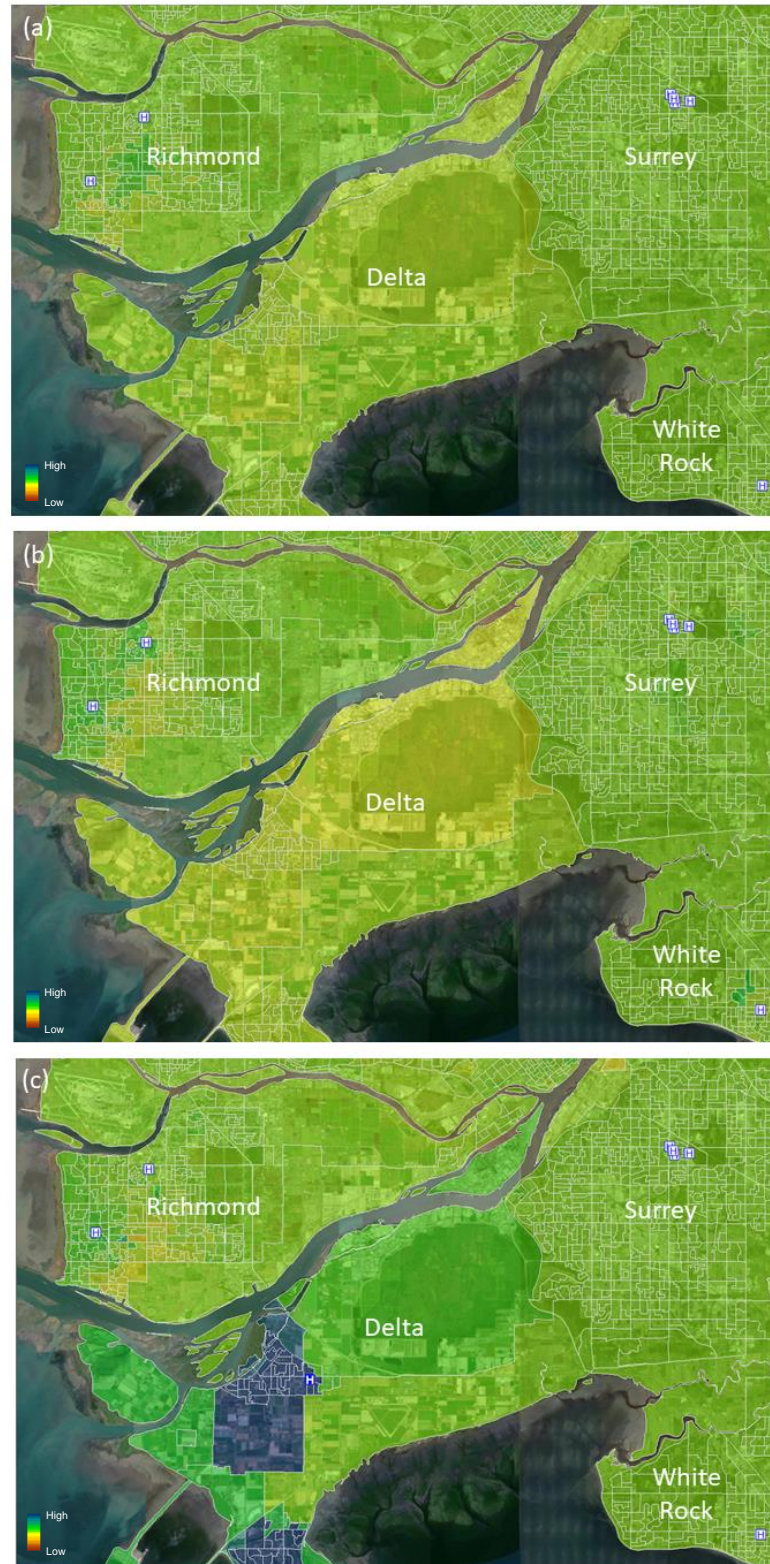 (a)
H
H
Richmond
H H
Surrey
Delta
White
Rock
H
High
Low
(b)
H
H
Richmond
H H
Surrey
Delta
White
Rock
H
High
Low
(c)
H
H
Richmond
H H
Surrey
Delta
H
White
Rock
H
High
Low